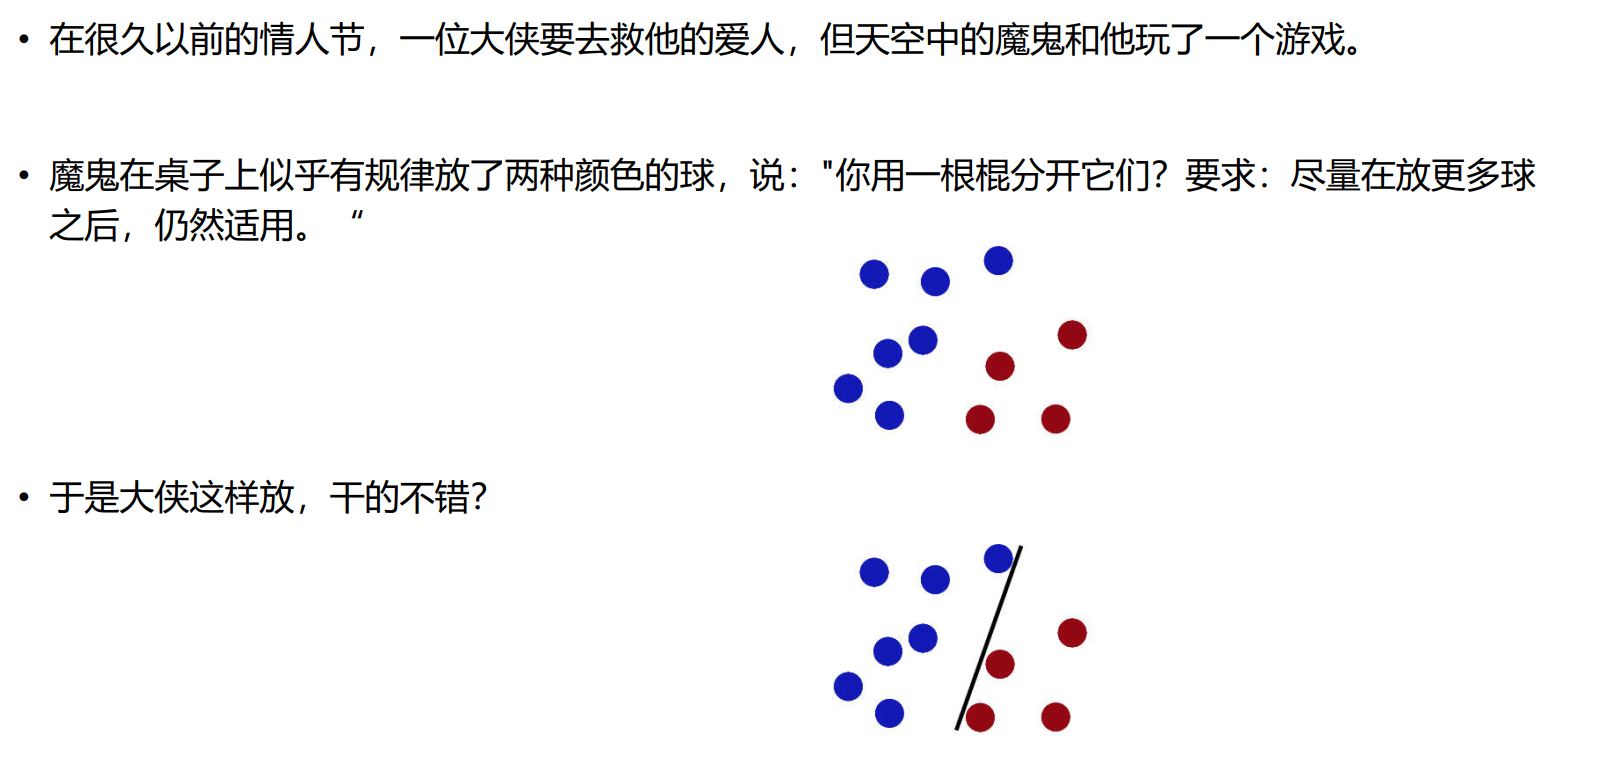 • 在很久以前的情人节，一位大侠要去救他的爱人，但天空中的魔鬼和他玩了一个游戏。
• 魔鬼在桌子上似乎有规律放了两种颜色的球，说："你用一根棍分开它们？要求：尽量在放更多球
之后，仍然适用。 “
• 于是大侠这样放，干的不错？